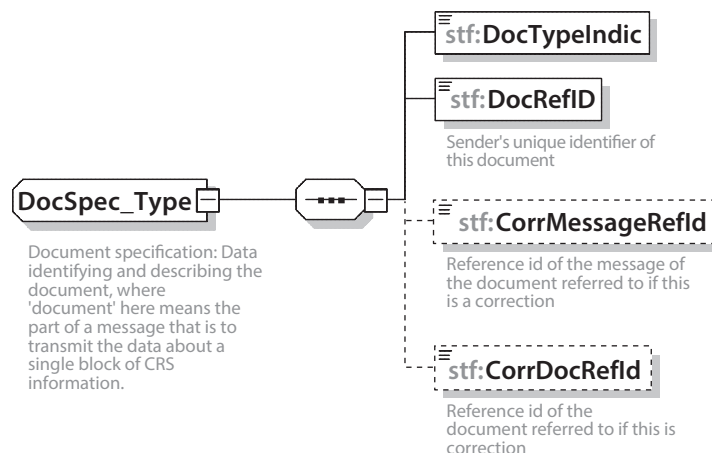 stf:DocTypeIndic
stf:DocRefID
Sender's unique identifier of
this document
DocSpec_Type
Document specification: Data
identifying and describing the
document, where
'document' here means the
part of a message that is to
transmit the data about a
single block of CRS
information.
stf:CorrMessageRefId
Reference id of the message of
the document referred to if this
is a correction
stf:CorrDocRefId
Reference id of the
document referred to if this is
correction